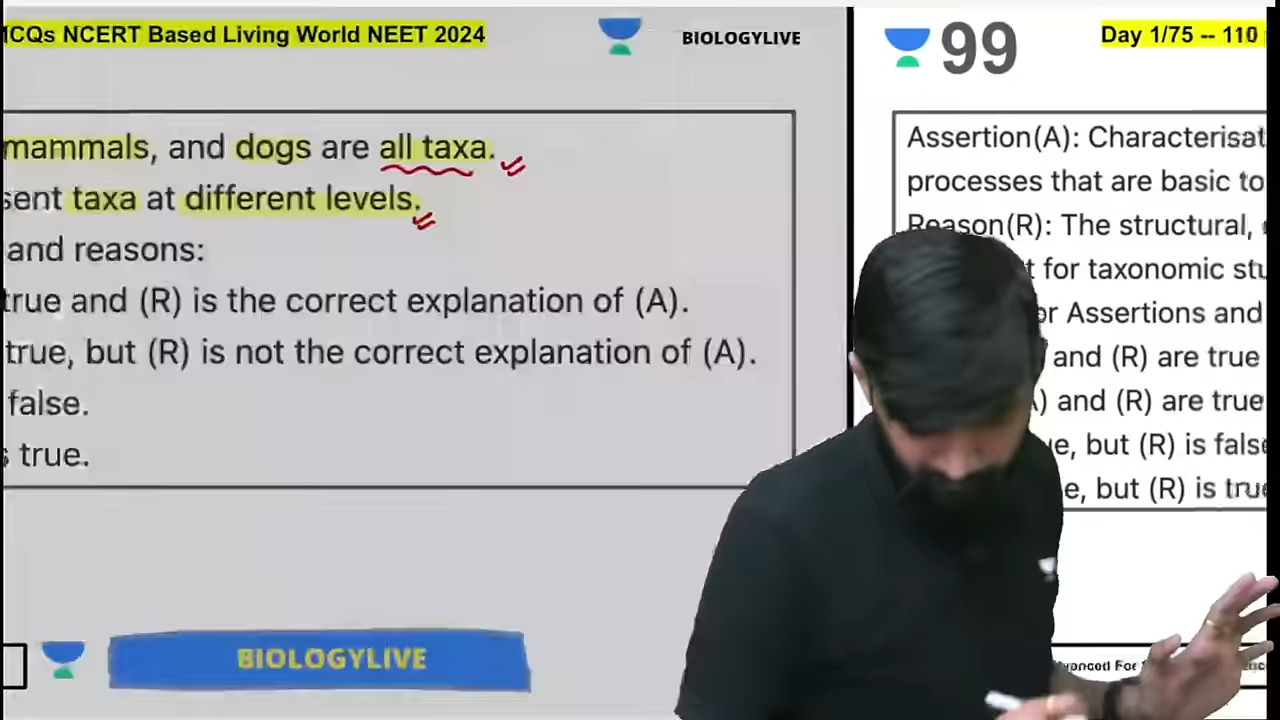 MCQs NCERT Based Living World NEET 2024
BIOLOGYLIVE
mammals, and dogs are all taxa.
sent taxa at different levels.
and reasons:
true and (R) is the correct explanation of (A).
true, but (R) is not the correct explanation of (A).
false.
s true.
BIOLOGYLIVE
99
Day 1/75 -- 110
Assertion(A): Characterisat
processes that are basic to
Reason(R): The structural,
t for taxonomic stu
or Assertions and
and (R) are true
A) and (R) are true
ue, but (R) is false
e, but (R) is true
For